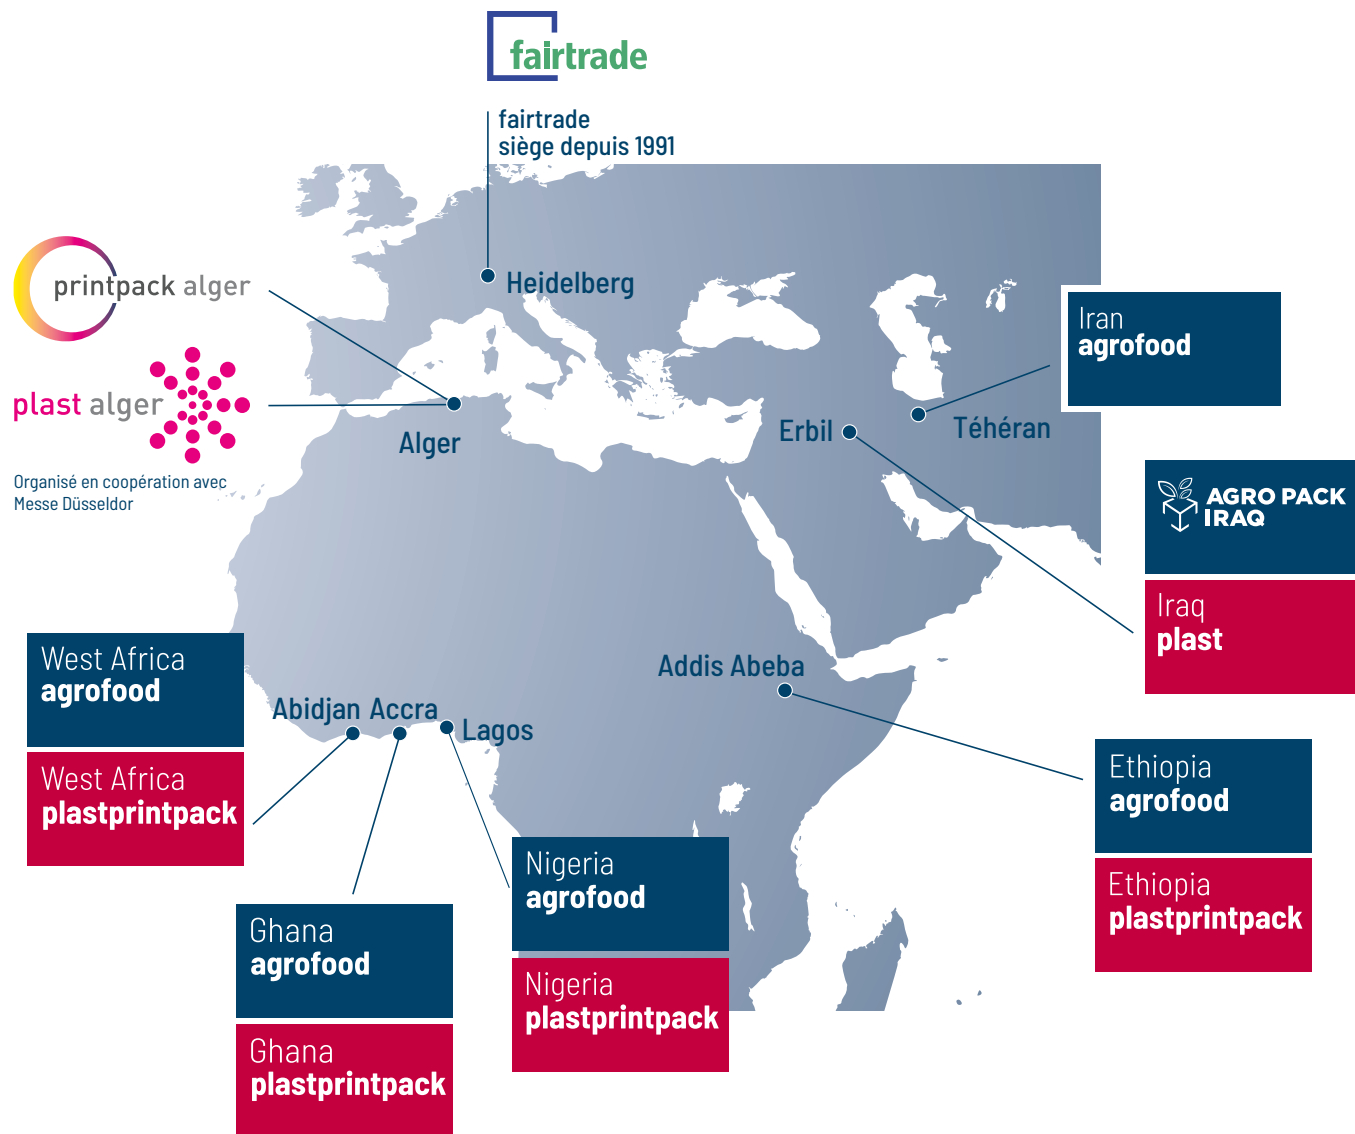 fairtrade
fairtrade
siège depuis 1991
Heidelberg
printpack alger
plast alger
Organisé en coopération avec
Messe Düsseldor
Alger
Erbil
Téhéran
Iran
agrofood
AGRO PACK
IRAQ
Iraq
plast
West Africa
agrofood
West Africa
plastprintpack
Abidjan
Accra
Lagos
Addis Abeba
Ethiopia
agrofood
Ethiopia
plastprintpack
Nigeria
agrofood
Nigeria
plastprintpack
Ghana
agrofood
Ghana
plastprintpack